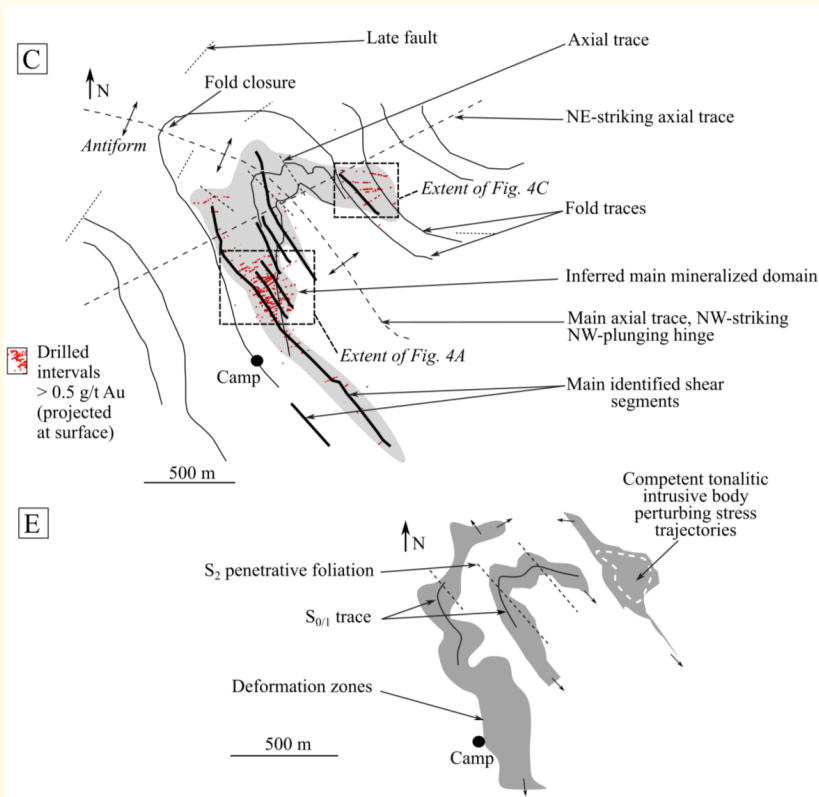 C
Late fault
Axial trace
N
Fold closure
NE-striking axial trace
Antiform
Extent of Fig. 4C
Fold traces
Inferred main mineralized domain
Main axial trace, NW-striking
NW-plunging hinge
Extent of Fig. 4A
Drilled
intervals
> 0.5 g/t Au
(projected
at surface)
Camp
Main identified shear
segments
500 m
E
Competent tonalitic
intrusive body
perturbing stress
trajectories
N
S₂ penetrative foliation
S₀/₁ trace
Deformation zones
500 m
Camp